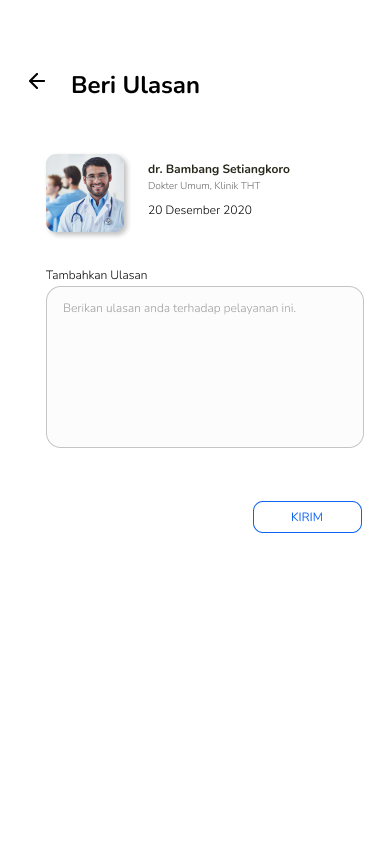 Beri Ulasan
dr. Bambang Setiangkoro
Dokter Umum, Klinik THT
20 Desember 2020
Tambahkan Ulasan
Berikan ulasan anda terhadap pelayanan ini.
KIRIM